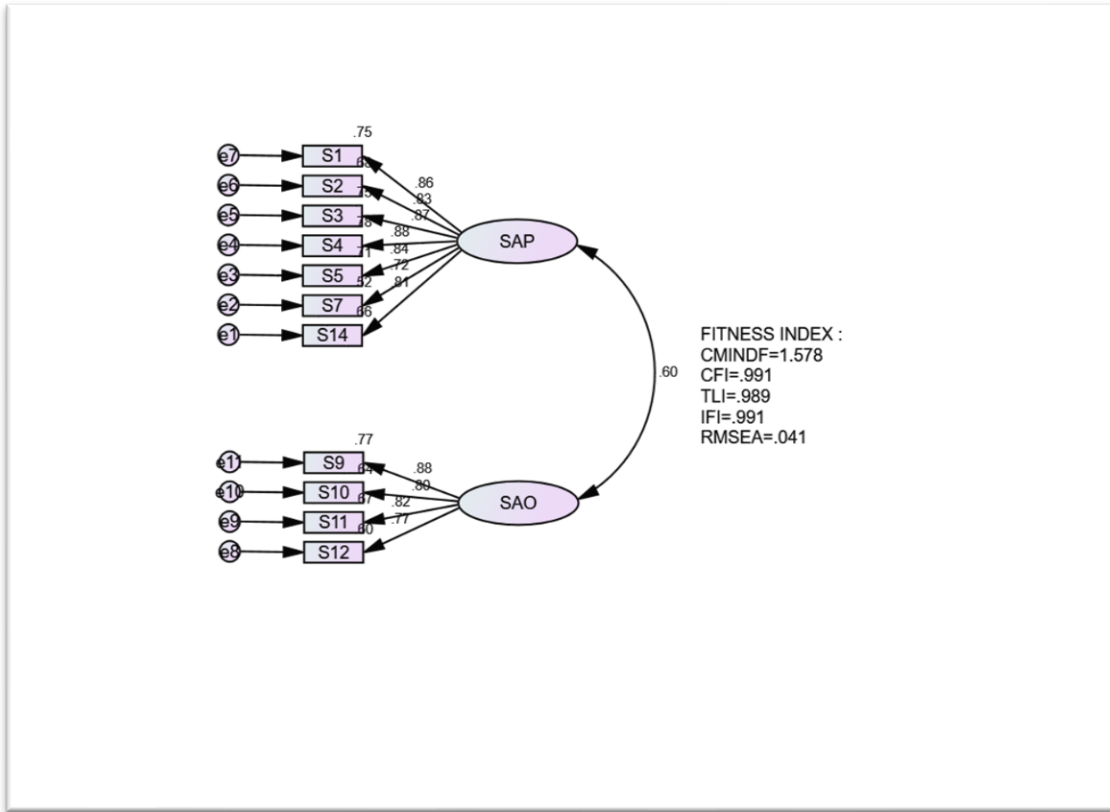 .75
e7 S1
.86
e6 S2
.83
.75
e5 S3
.87
.78
SAP
e4 S4
.88
.71
.84
e3 S5
.72
.52
e2 S7
.81
.66
e1 S14
FITNESS INDEX :
CMINDF=1.578
.60
CFI=.991
TLI=.989
IFI=.991
RMSEA=.041
.77
e11 S9
.88
.64
e10 S10
.80
.67
SAO
.82
e9 S11
.77
.60
e8 S12